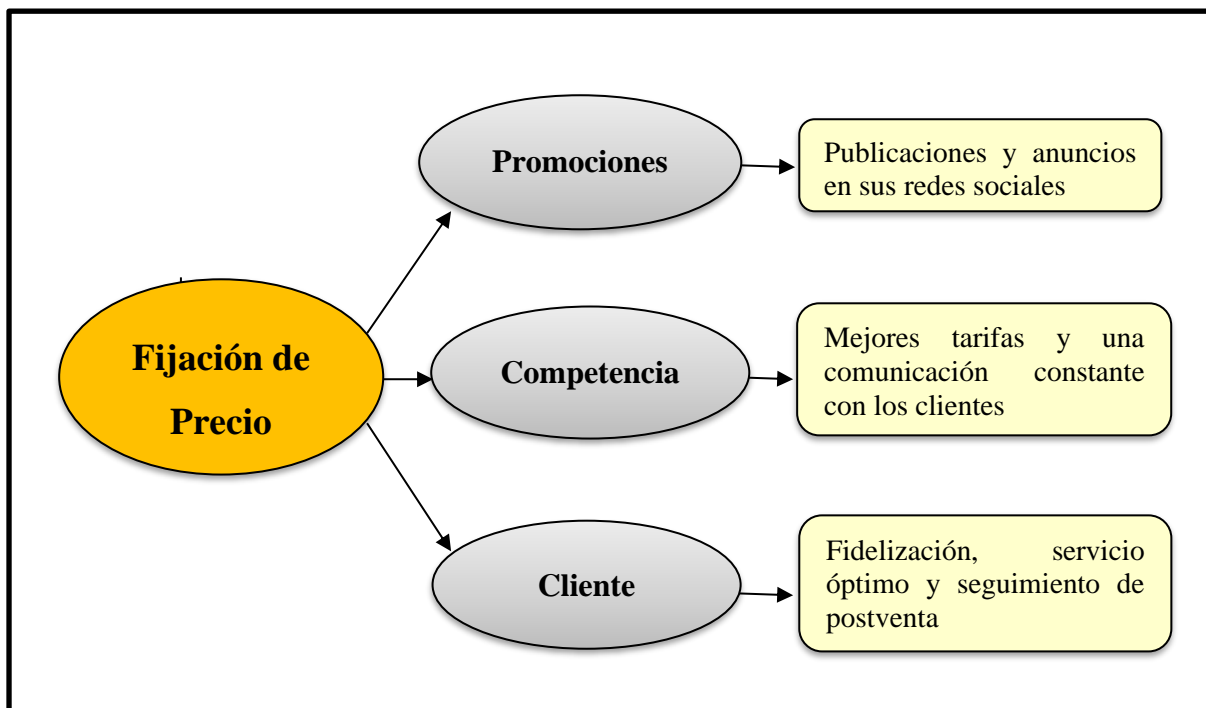 Promociones
Publicaciones y anuncios
en sus redes sociales
Fijación de
Precio
Competencia
Mejores tarifas y una
comunicación constante
con los clientes
Cliente
Fidelización, servicio
óptimo y seguimiento de
postventa